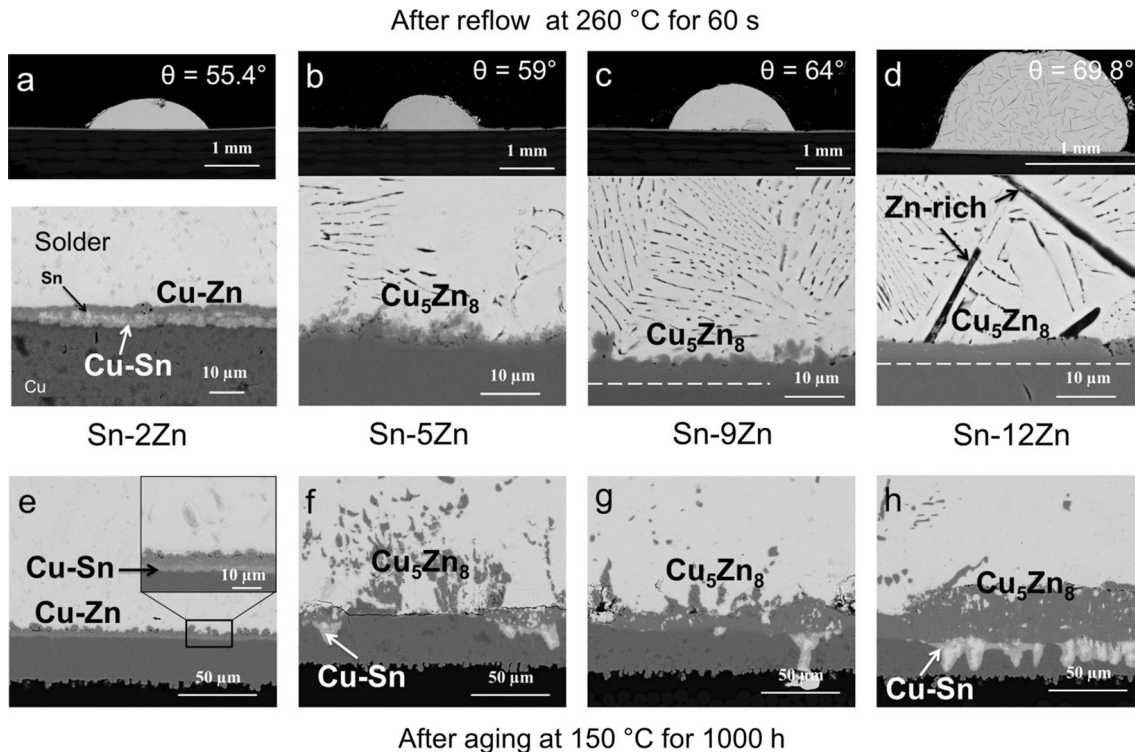 After reflow at 260 °C for 60 s
a θ = 55.4°
b θ = 59°
c θ = 64°
d θ = 69.8°
1 mm
1 mm
1 mm
1 mm
Solder
Sn
Cu-Zn
Cu-Sn
Cu
10 µm
Cu₅Zn₈
10 µm
Cu₅Zn₈
10 µm
Zn-rich
Cu₅Zn₈
10 µm
Sn-2Zn
Sn-5Zn
Sn-9Zn
Sn-12Zn
e
10 µm
Cu-Sn
Cu-Zn
50 µm
f
Cu₅Zn₈
Cu-Sn
50 µm
g
Cu₅Zn₈
50 µm
h
Cu₅Zn₈
Cu-Sn
50 µm
After aging at 150 °C for 1000 h